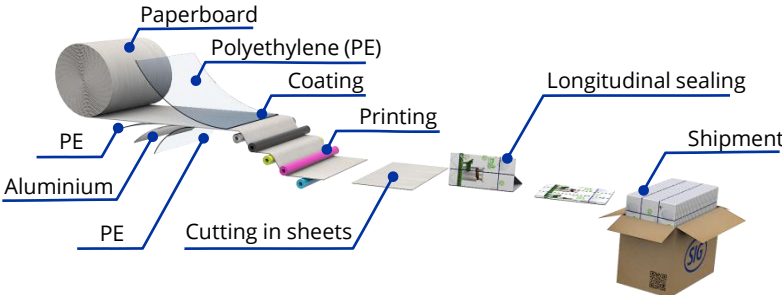 Paperboard
Polyethylene (PE)
Coating
Printing
Longitudinal sealing
Shipment
PE
Aluminium
PE
Cutting in sheets
SIG